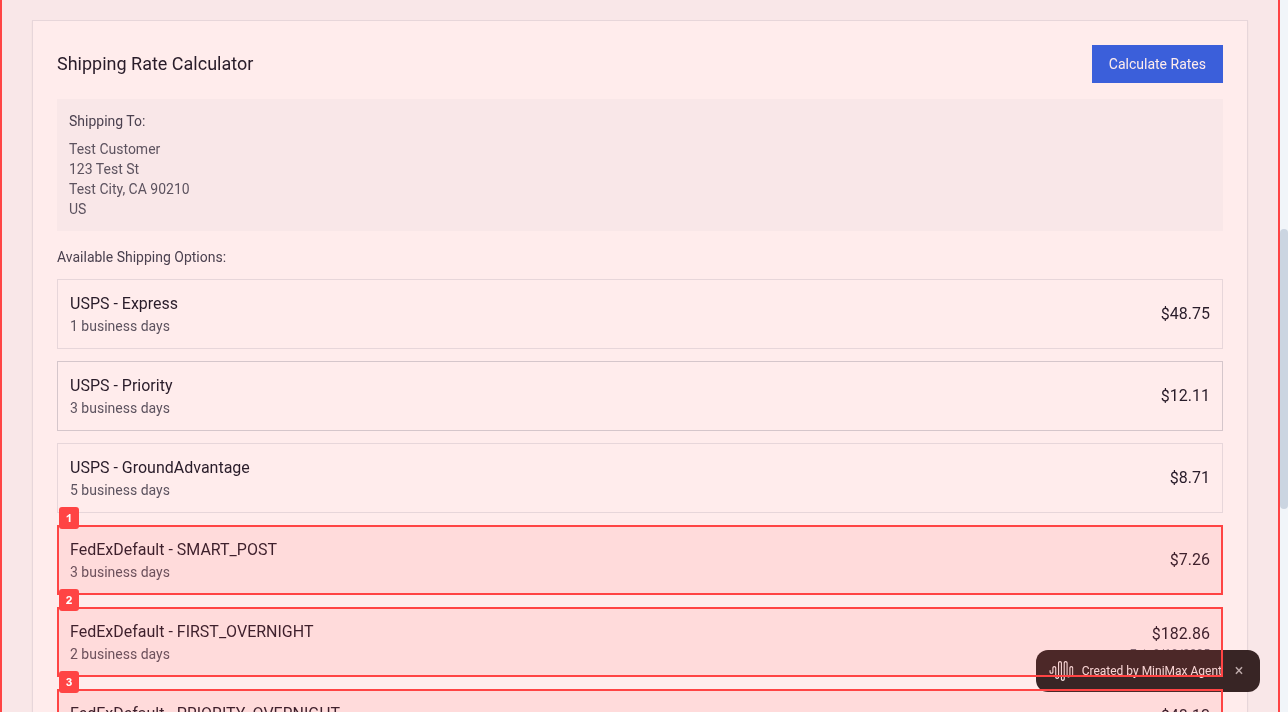 Shipping Rate Calculator
Calculate Rates
Shipping To:
Test Customer
123 Test St
Test City, CA 90210
US
Available Shipping Options:
USPS - Express
1 business days
$48.75
USPS - Priority
3 business days
$12.11
USPS - GroundAdvantage
5 business days
$8.71
1
FedExDefault - SMART_POST
3 business days
$7.26
2
FedExDefault - FIRST_OVERNIGHT
2 business days
$182.86
Created by MiniMax Agent
×
3
FedExDefault - PRIORITY_OVERNIGHT